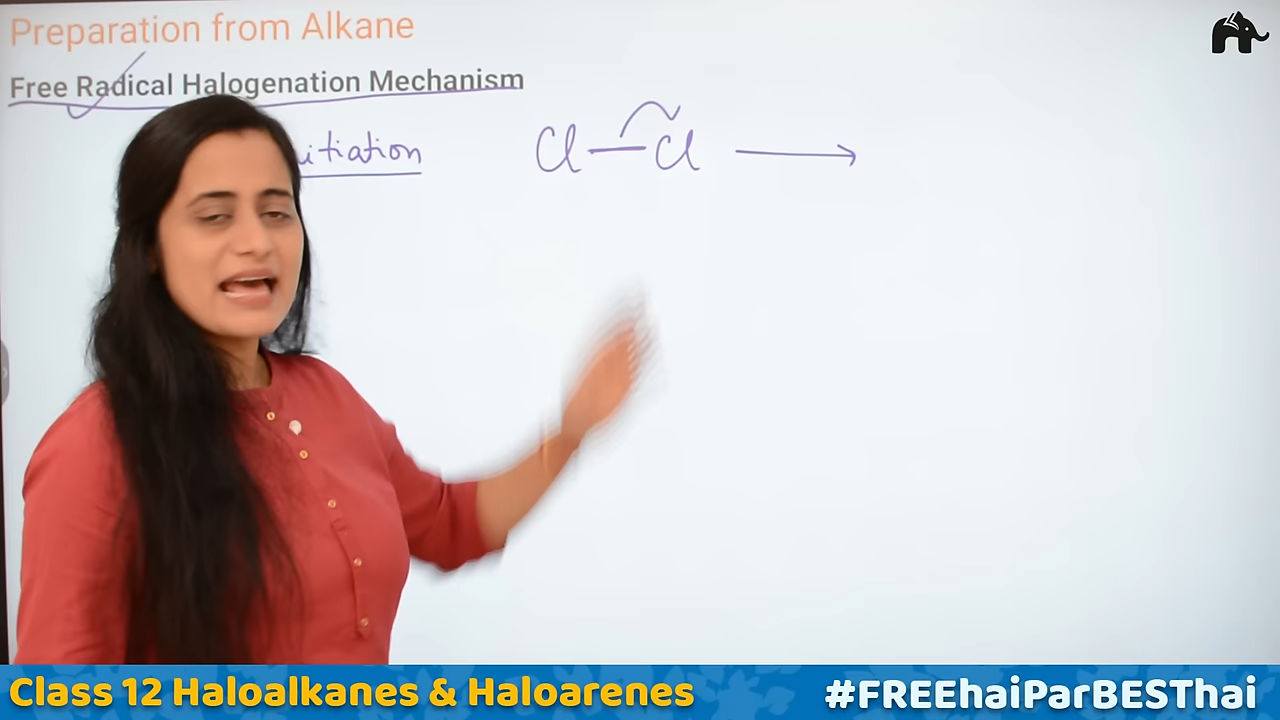 Preparation from Alkane
Free Radical Halogenation Mechanism
itiation Cl — Cl ⟶
Class 12 Haloalkanes & Haloarenes #FREEhaiParBESThai